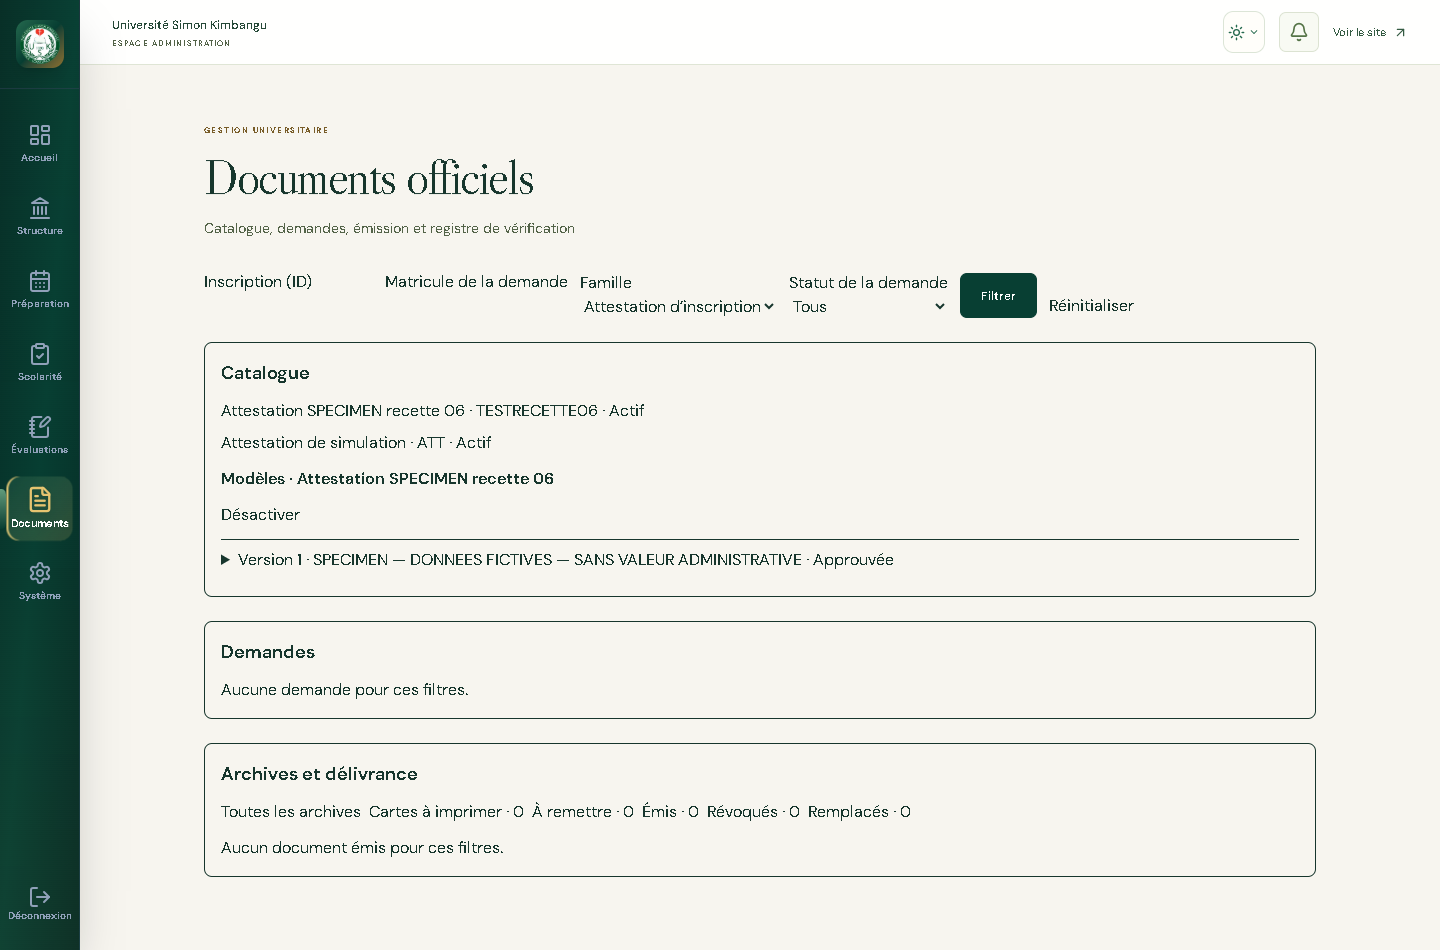 Université Simon Kimbangu
ESPACE ADMINISTRATION
Voir le site
Accueil
Structure
Préparation
Scolarité
Évaluations
Documents
Système
Déconnexion
GESTION UNIVERSITAIRE
Documents officiels
Catalogue, demandes, émission et registre de vérification
Inscription (ID) Matricule de la demande Famille Statut de la demande
Attestation d’inscription Tous Filtrer Réinitialiser
Catalogue
Attestation SPECIMEN recette 06 · TESTRECETTE06 · Actif
Attestation de simulation · ATT · Actif
Modèles · Attestation SPECIMEN recette 06
Désactiver
Version 1 · SPECIMEN — DONNEES FICTIVES — SANS VALEUR ADMINISTRATIVE · Approuvée
Demandes
Aucune demande pour ces filtres.
Archives et délivrance
Toutes les archives Cartes à imprimer · 0 À remettre · 0 Émis · 0 Révoqués · 0 Remplacés · 0
Aucun document émis pour ces filtres.